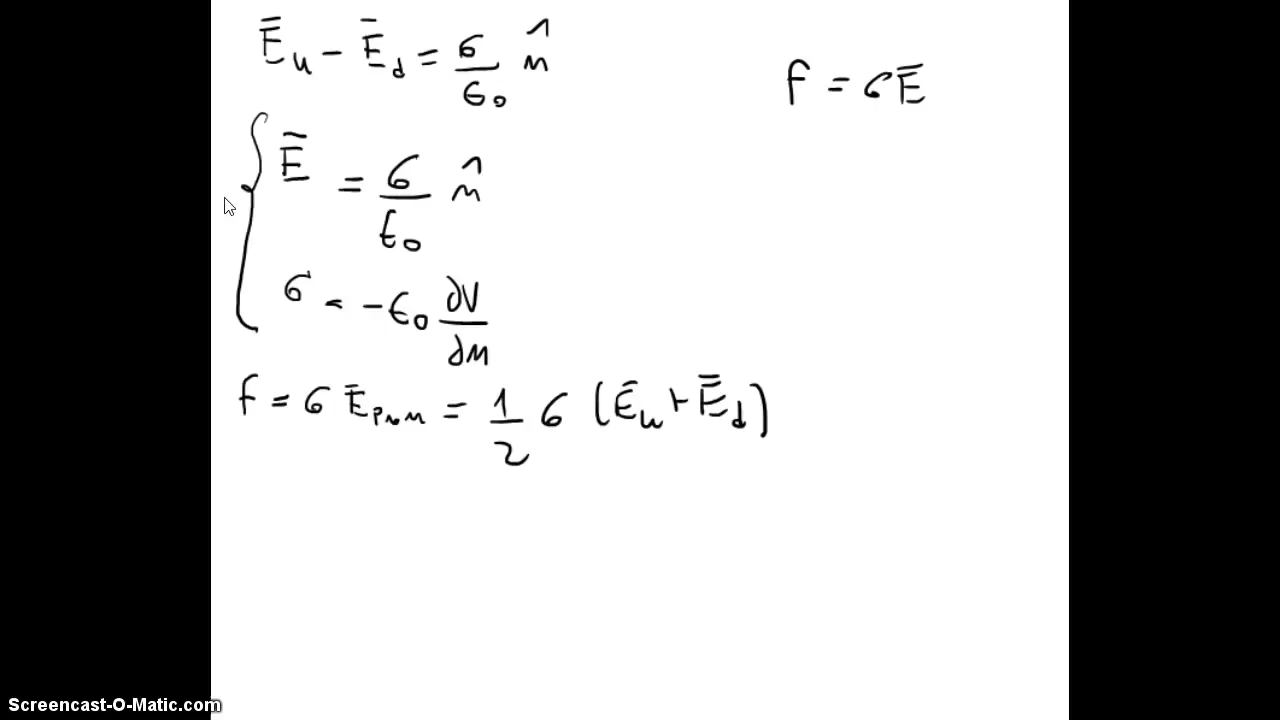 Ē_u − Ē_d = σ/ε₀ n̂
f = σĒ
Ē = σ/ε₀ n̂
σ = −ε₀ ∂V/∂n
f = σ Ē_prom = 1/2 σ (Ē_u + Ē_d)
Screencast-O-Matic.com